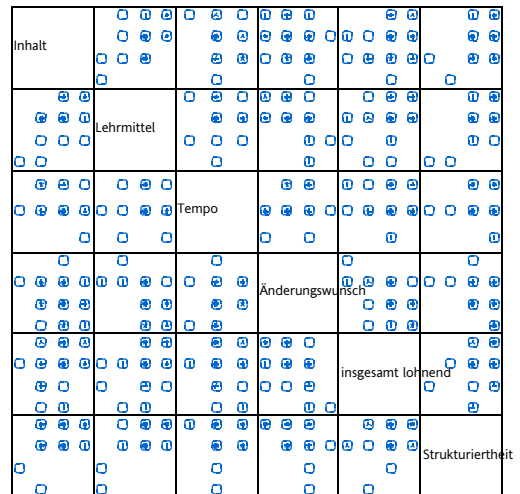 Inhalt
Lehrmittel
Tempo
Änderungswunsch
insgesamt lohnend
Strukturiertheit